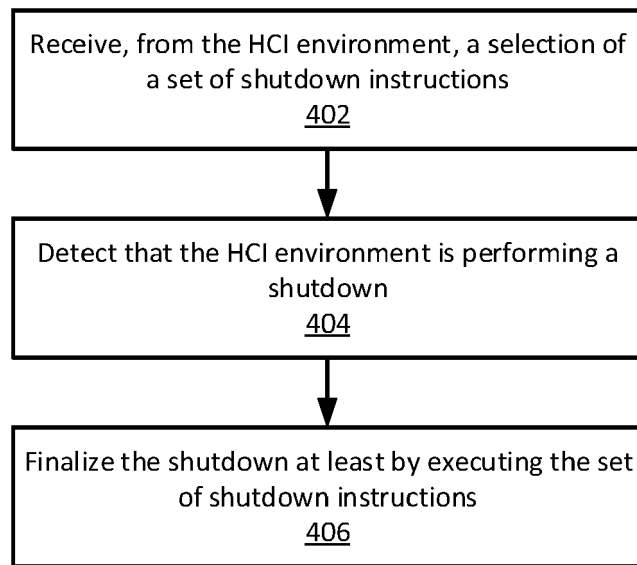 Receive, from the HCI environment, a selection of
a set of shutdown instructions
402
Detect that the HCI environment is performing a
shutdown
404
Finalize the shutdown at least by executing the set
of shutdown instructions
406